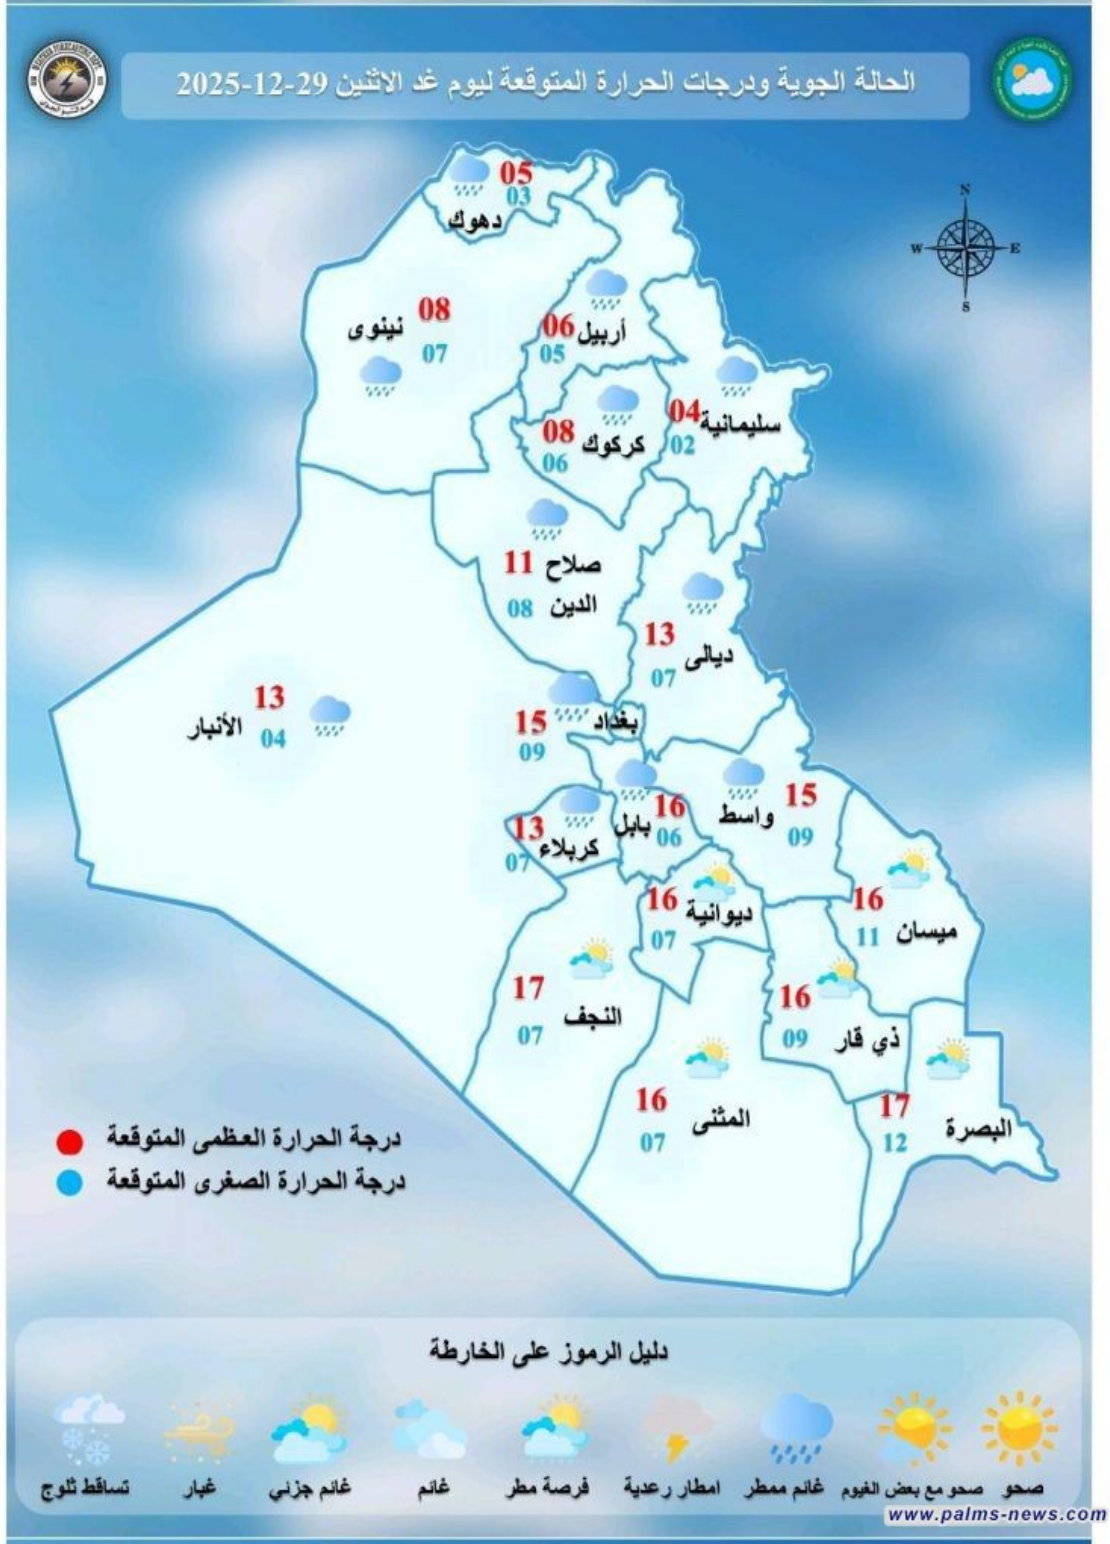 الحالة الجوية ودرجات الحرارة المتوقعة ليوم غد الاثنين 29-12-2025
WEATHER FORECASTING DEPT.
N
W E
S
05
03
دهوك
08
نينوى
07
06
أربيل
05
04
سليمانية
02
08
كركوك
06
11
صلاح
الدين
08
13
ديالى
07
13
الأنبار
04
بغداد
15
09
15
واسط
09
16
بابل
06
13
كربلاء
07
16
ديوانية
07
16
ميسان
11
17
النجف
07
16
ذي قار
09
16
المثنى
07
17
البصرة
12
درجة الحرارة العظمى المتوقعة
درجة الحرارة الصغرى المتوقعة
دليل الرموز على الخارطة
صحو
صحو مع بعض الغيوم
غائم ممطر
امطار رعدية
فرصة مطر
غائم
غائم جزئي
غبار
تساقط ثلوج
www.palms-news.com